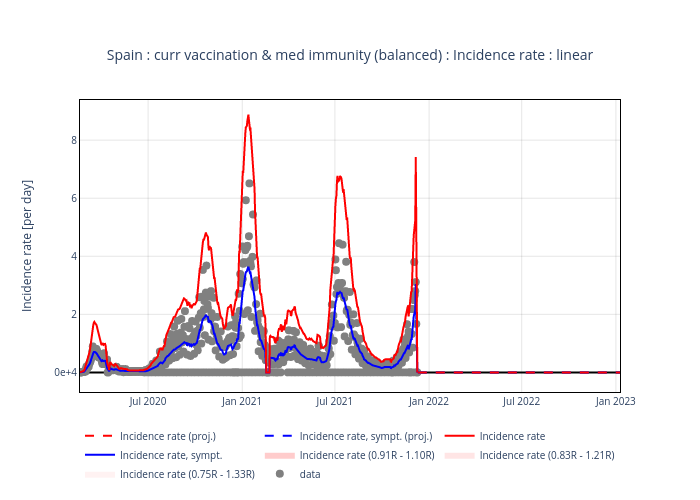 Spain : curr vaccination & med immunity (balanced) : Incidence rate : linear
Incidence rate [per day]
8
6
4
2
0e+4
Jul 2020
Jan 2021
Jul 2021
Jan 2022
Jul 2022
Jan 2023
Incidence rate (proj.)
Incidence rate, sympt. (proj.)
Incidence rate
Incidence rate, sympt.
Incidence rate (0.91R - 1.10R)
Incidence rate (0.83R - 1.21R)
Incidence rate (0.75R - 1.33R)
data